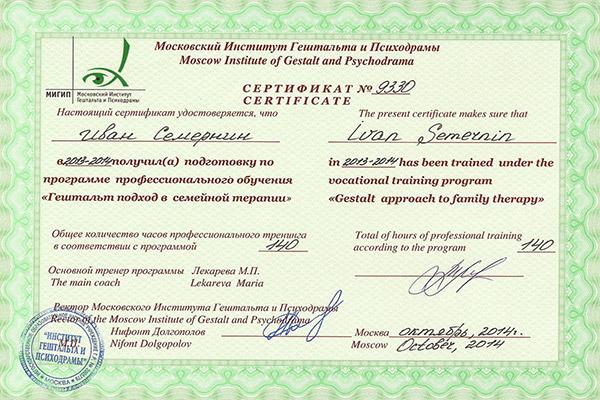 Московский Институт Гештальта и Психодрамы
Moscow Institute of Gestalt and Psychodrama
МИГИП
Московский Институт
Гештальта и Психодрамы
СЕРТИФИКАТ № 9330
CERTIFICATE
Настоящий сертификат удостоверяется, что
Иван Семернин
в 2013-2014 получил(а) подготовку по
программе профессионального обучения
«Гештальт подход в семейной терапии»
The present certificate makes sure that
Ivan Semernin
in 2013-2014 has been trained under the
vocational training program
«Gestalt approach to family therapy»
Общее количество часов профессионального тренинга
в соответствии с программой 140
Total of hours of professional training
according to the program 140
Основной тренер программы Лекарева М.П.
The main coach Lekareva Maria
Ректор Московского Института Гештальта и Психодрамы
Rector of the Moscow Institute of Gestalt and Psychodrama
Нифонт Долгополов
Nifont Dolgopolov
Москва октябрь, 2014г.
Moscow October, 2014
М.П.
"ИНСТИТУТ
ГЕШТАЛЬТА И
ПСИХОДРАМЫ"
МОСКВА